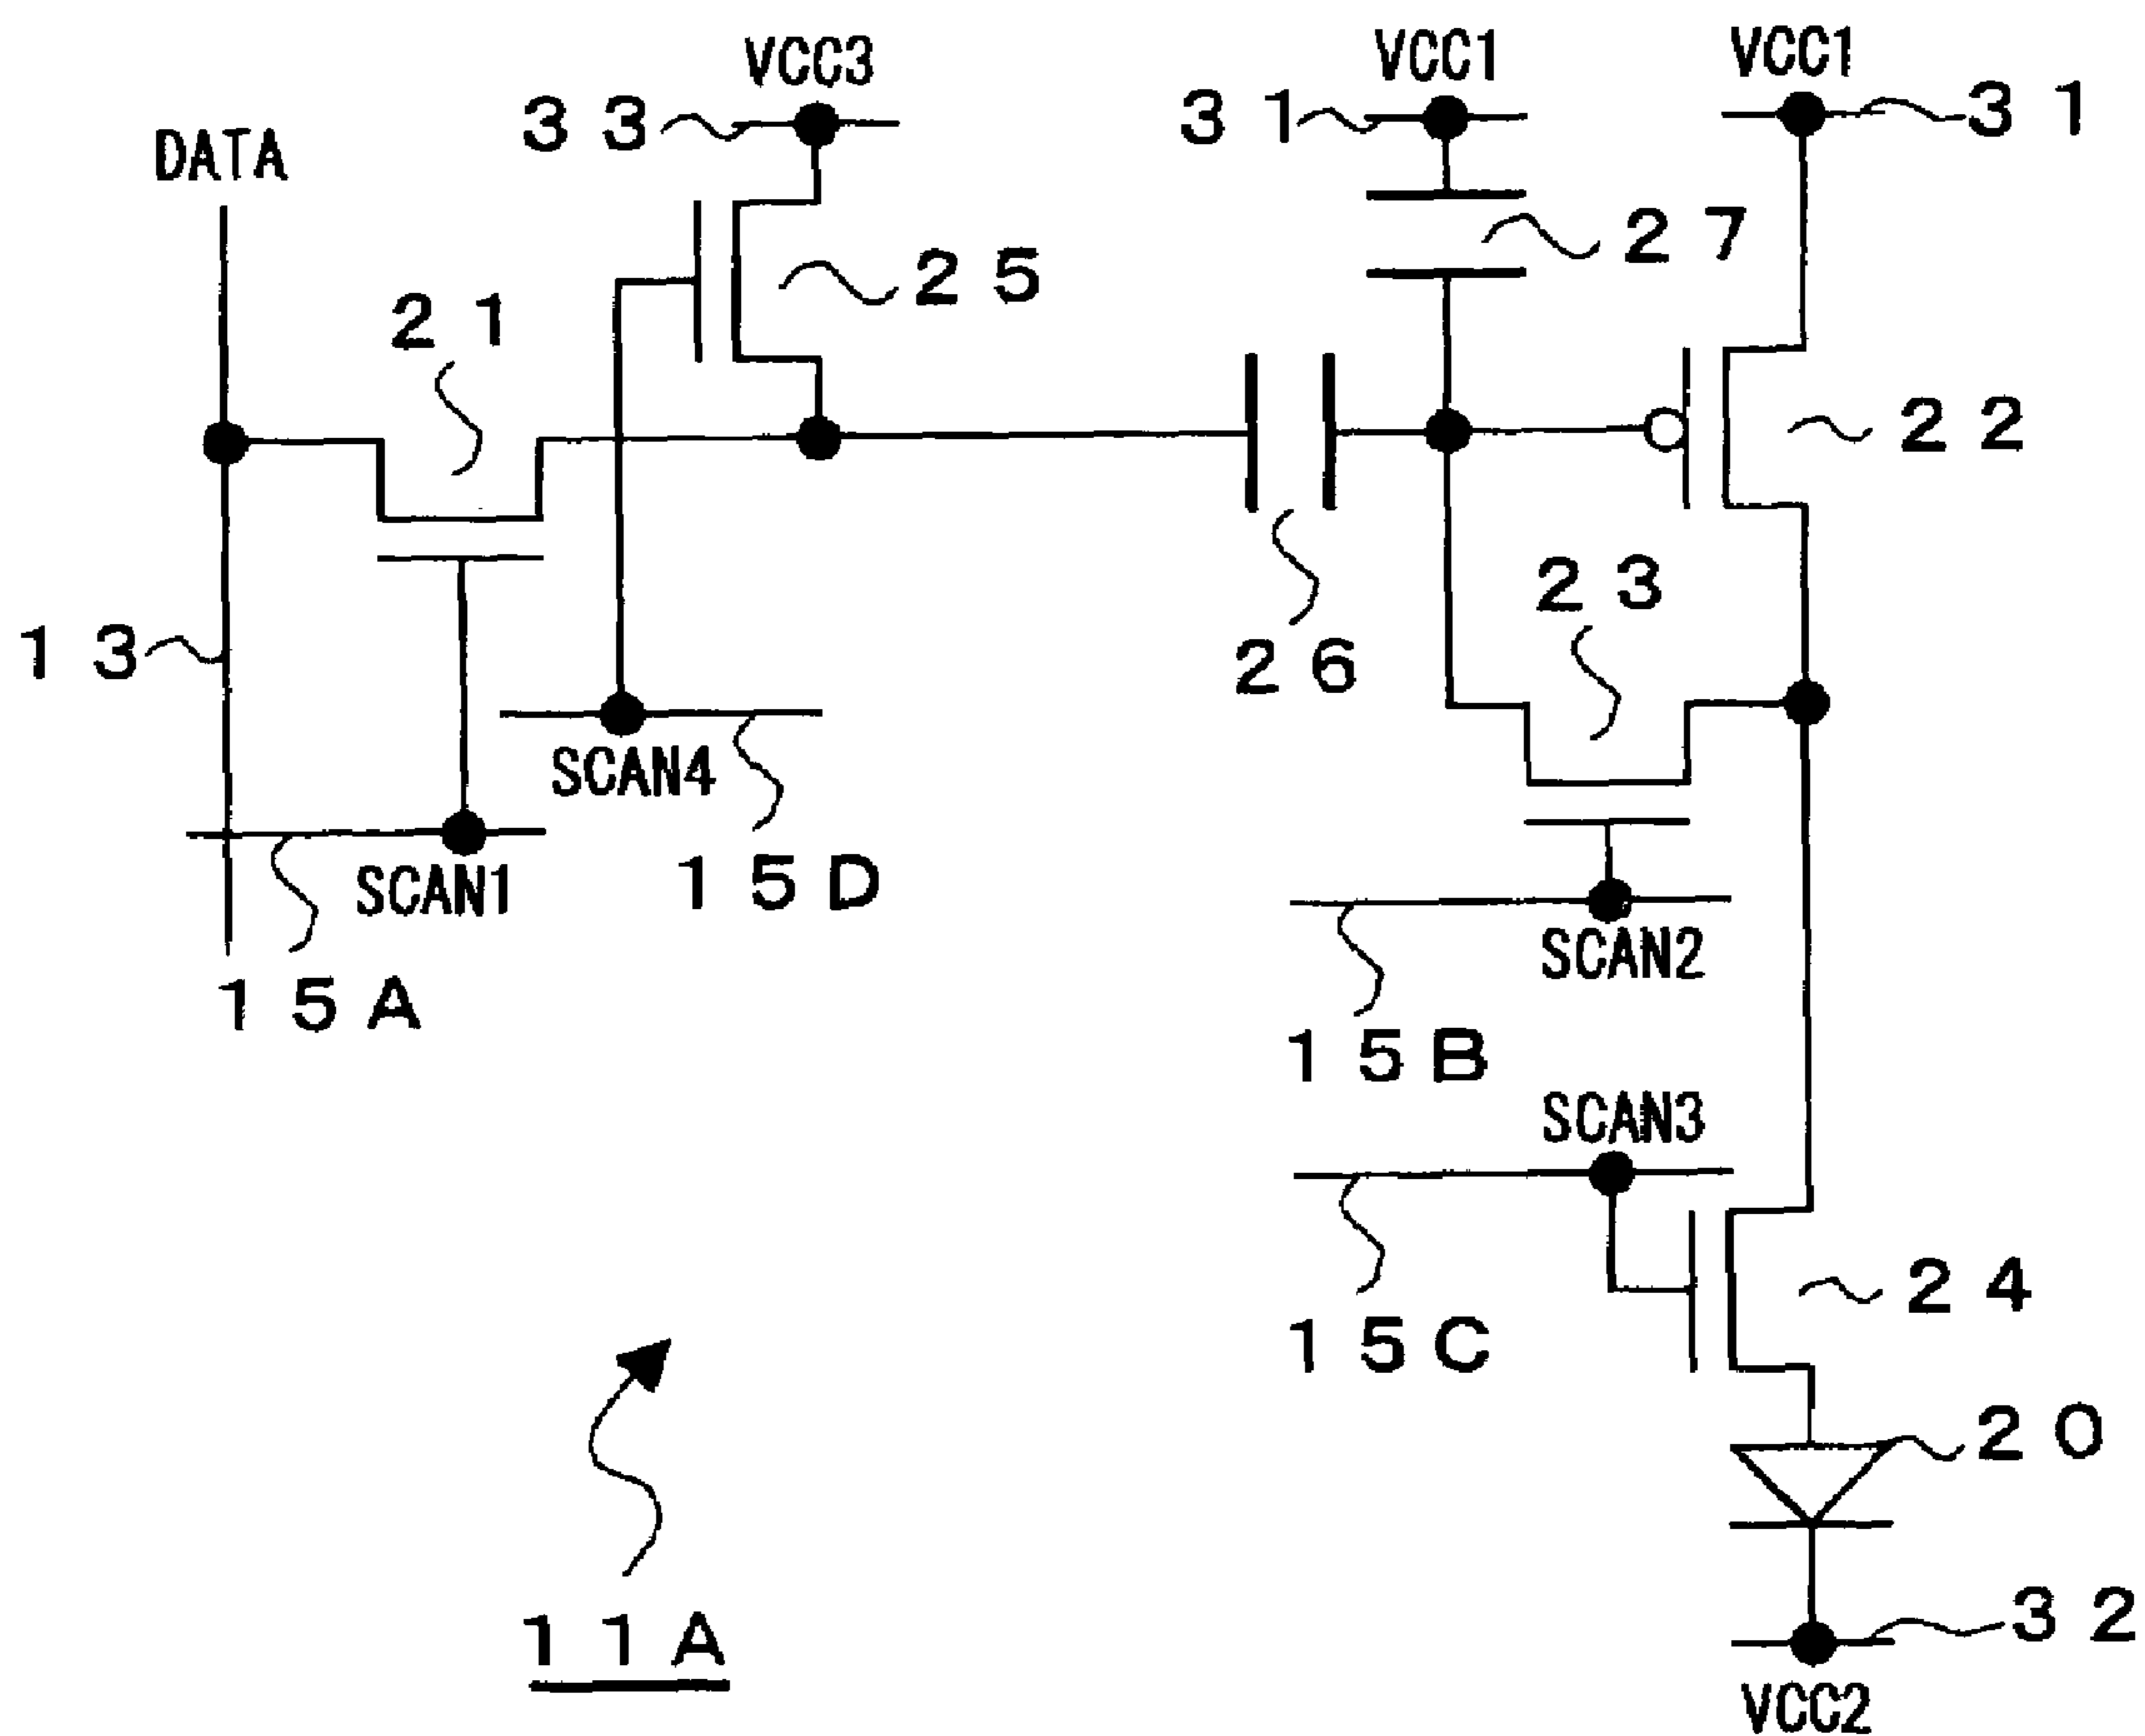 VCC3
VCC1
VCC1
33
31
31
DATA
27
25
21
22
23
13
26
SCAN4
15D
SCAN1
SCAN2
15A
15B
SCAN3
24
15C
20
32
11A
VCC2